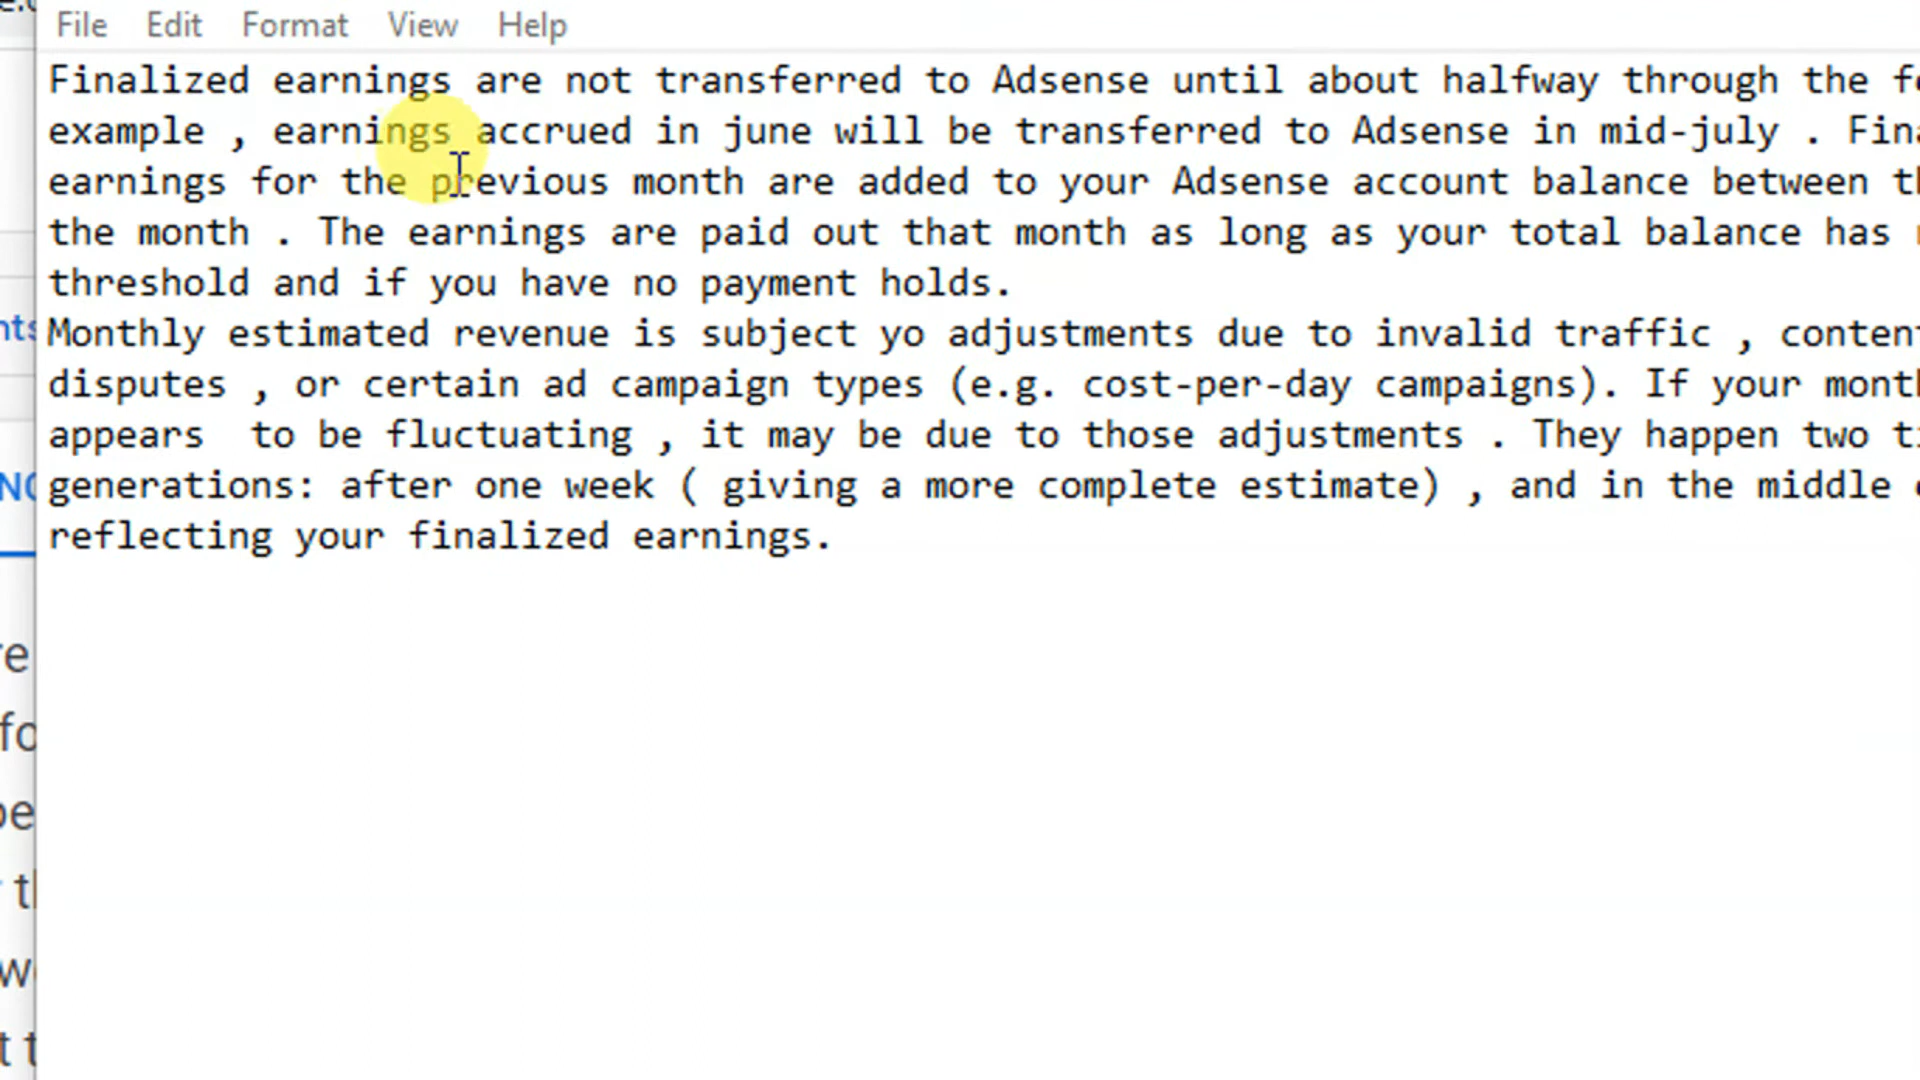 File Edit Format View Help
Finalized earnings are not transferred to Adsense until about halfway through the
example , earnings accrued in june will be transferred to Adsense in mid-july .
earnings for the previous month are added to your Adsense account balance between
the month . The earnings are paid out that month as long as your total balance has
threshold and if you have no payment holds.
Monthly estimated revenue is subject yo adjustments due to invalid traffic ,
disputes , or certain ad campaign types (e.g. cost-per-day campaigns). If your
appears  to be fluctuating , it may be due to those adjustments . They happen two
generations: after one week ( giving a more complete estimate) , and in the middle
reflecting your finalized earnings.